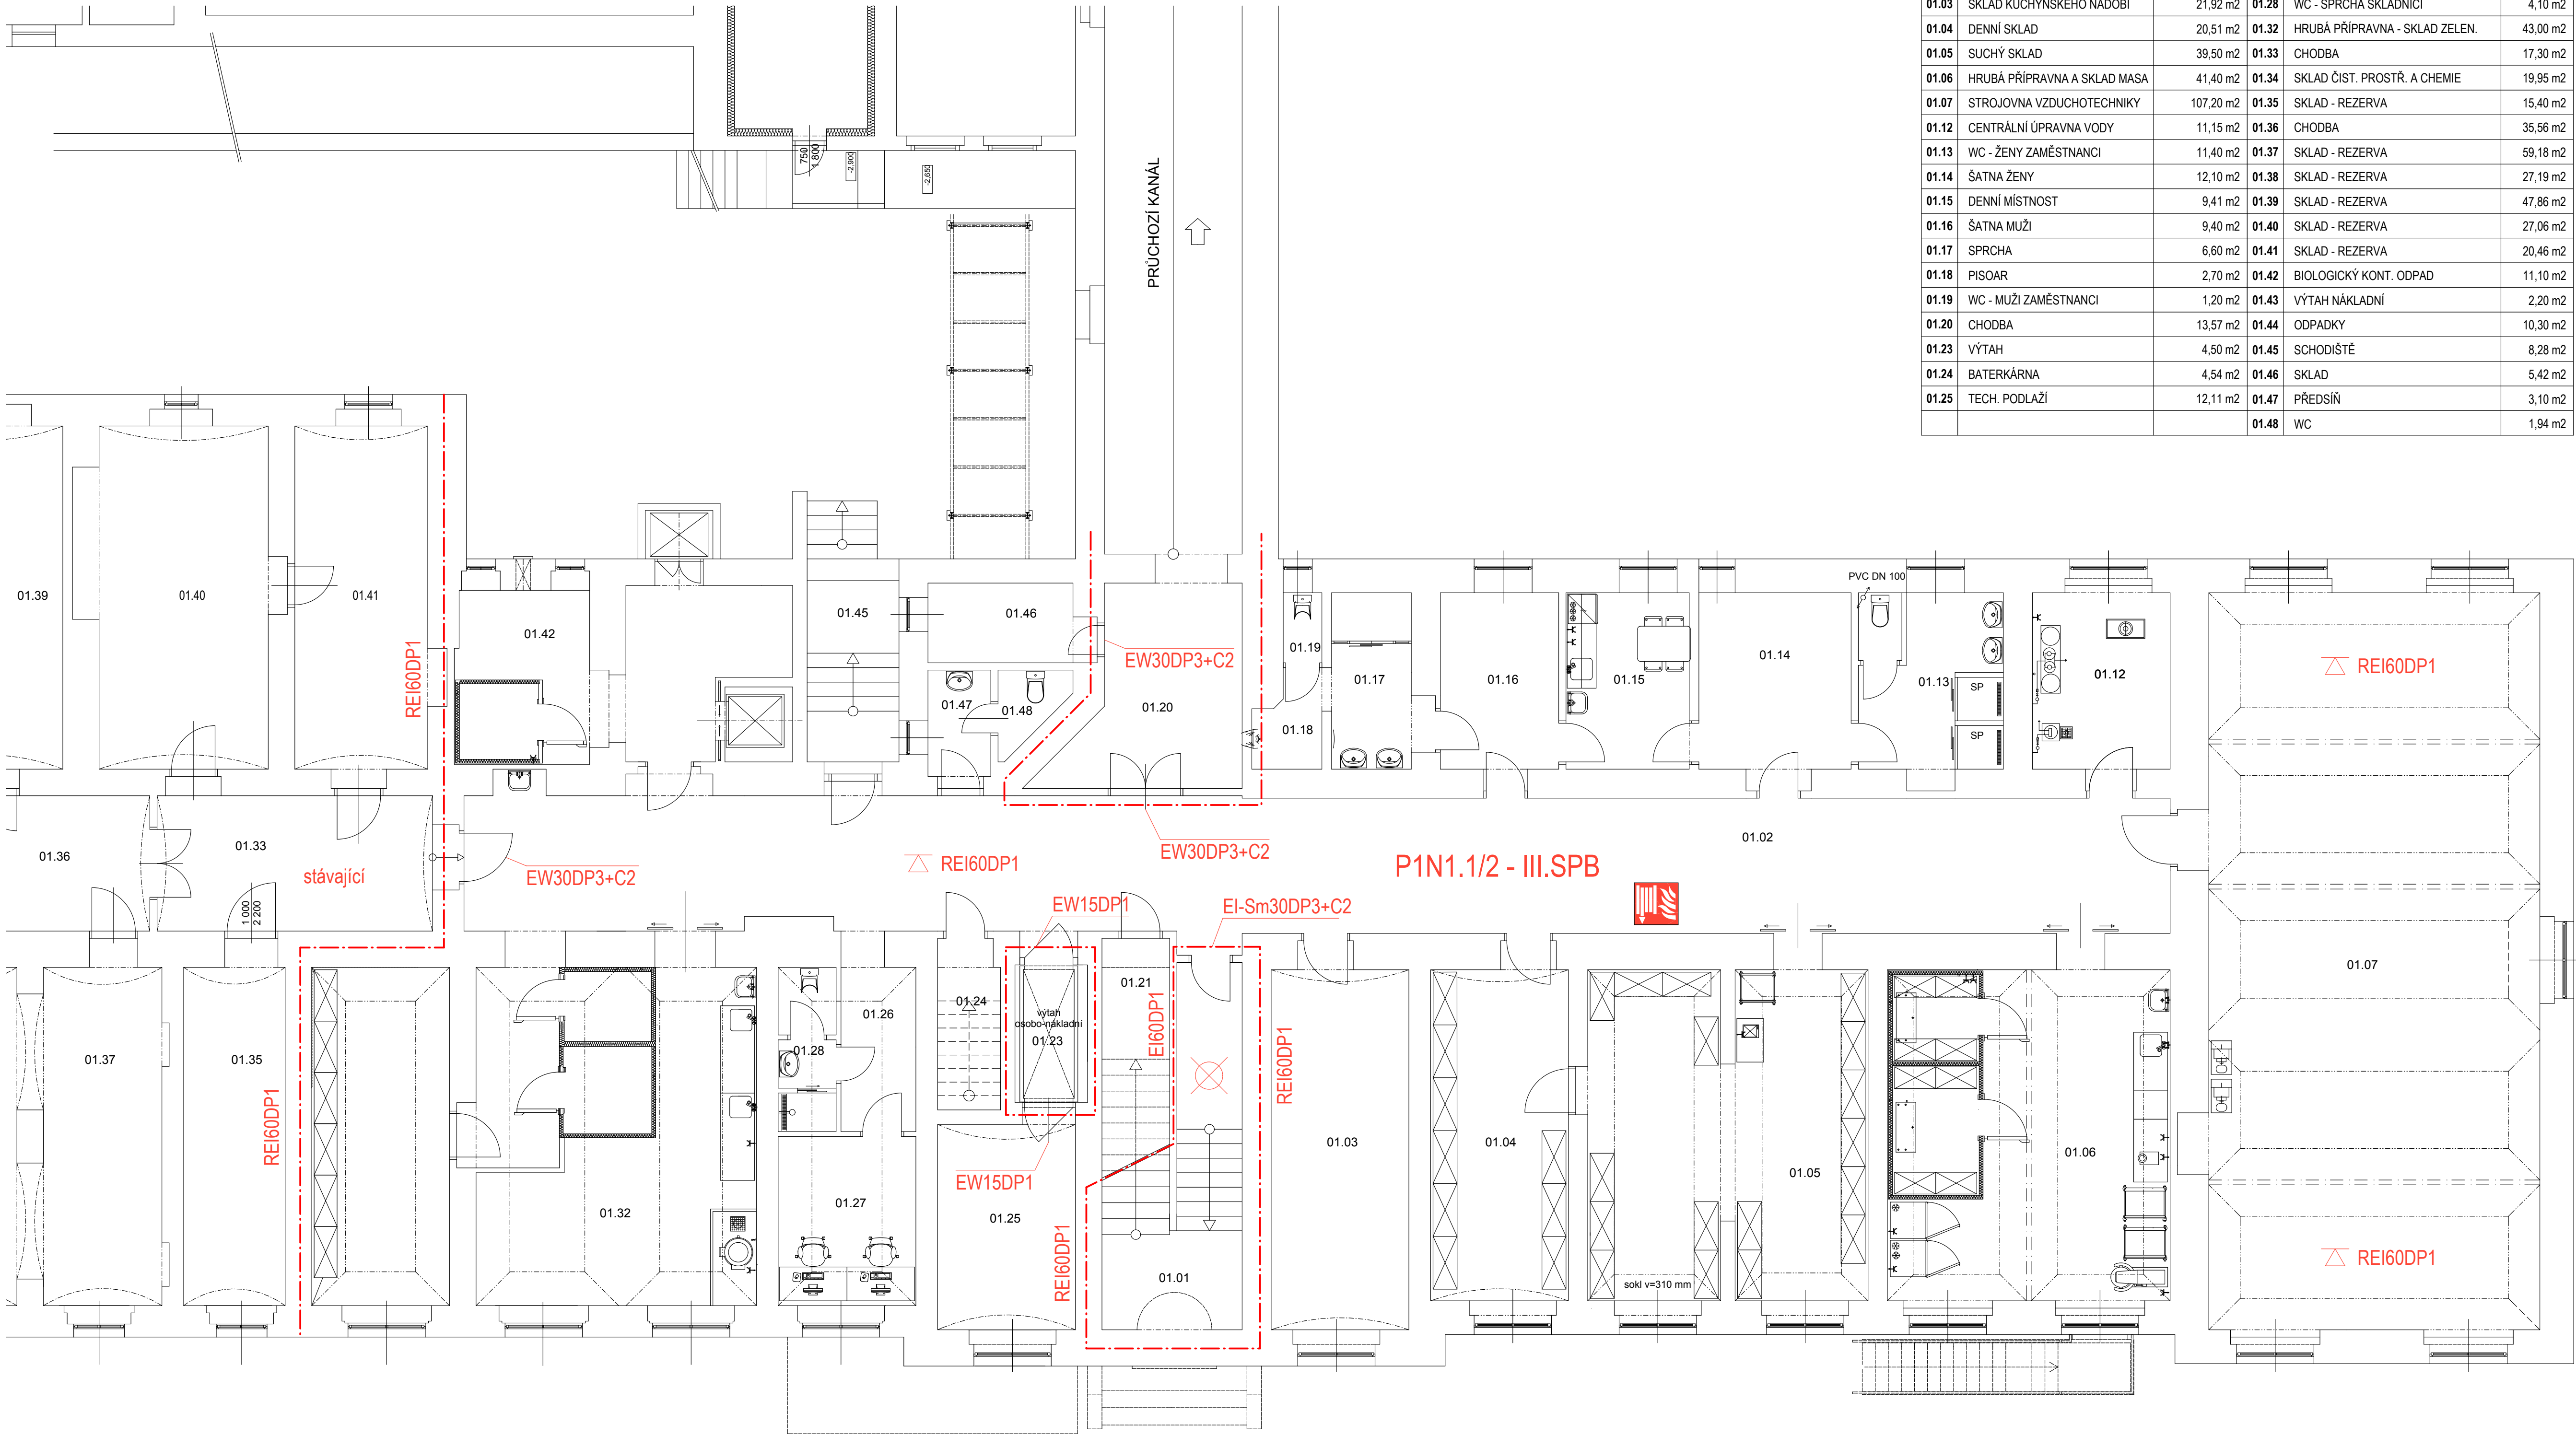 01.03 SKLAD KUCHYŇSKÉHO NÁDOBÍ 21,92 m2 01.28 WC - SPRCHA SKLADNÍCI 4,10 m2
01.04 DENNÍ SKLAD 20,51 m2 01.32 HRUBÁ PŘÍPRAVNA - SKLAD ZELEN. 43,00 m2
01.05 SUCHÝ SKLAD 39,50 m2 01.33 CHODBA 17,30 m2
01.06 HRUBÁ PŘÍPRAVNA A SKLAD MASA 41,40 m2 01.34 SKLAD ČIST. PROSTŘ. A CHEMIE 19,95 m2
01.07 STROJOVNA VZDUCHOTECHNIKY 107,20 m2 01.35 SKLAD - REZERVA 15,40 m2
01.12 CENTRÁLNÍ ÚPRAVNA VODY 11,15 m2 01.36 CHODBA 35,56 m2
01.13 WC - ŽENY ZAMĚSTNANCI 11,40 m2 01.37 SKLAD - REZERVA 59,18 m2
01.14 ŠATNA ŽENY 12,10 m2 01.38 SKLAD - REZERVA 27,19 m2
01.15 DENNÍ MÍSTNOST 9,41 m2 01.39 SKLAD - REZERVA 47,86 m2
01.16 ŠATNA MUŽI 9,40 m2 01.40 SKLAD - REZERVA 27,06 m2
01.17 SPRCHA 6,60 m2 01.41 SKLAD - REZERVA 20,46 m2
01.18 PISOAR 2,70 m2 01.42 BIOLOGICKÝ KONT. ODPAD 11,10 m2
01.19 WC - MUŽI ZAMĚSTNANCI 1,20 m2 01.43 VÝTAH NÁKLADNÍ 2,20 m2
01.20 CHODBA 13,57 m2 01.44 ODPADKY 10,30 m2
01.23 VÝTAH 4,50 m2 01.45 SCHODIŠTĚ 8,28 m2
01.24 BATERKÁRNA 4,54 m2 01.46 SKLAD 5,42 m2
01.25 TECH. PODLAŽÍ 12,11 m2 01.47 PŘEDSÍŇ 3,10 m2
01.48 WC 1,94 m2
750
1 800
-2.900
-2.650
PRŮCHOZÍ KANÁL
PVC DN 100
01.39
01.40
01.41
01.42
01.45
01.46
01.19
01.17
01.16
01.15
01.14
01.13
SP
SP
01.12
REI60DP1
REI60DP1
EW30DP3+C2
01.47
01.48
01.20
01.18
01.36
01.33
stávající
EW30DP3+C2
REI60DP1
EW30DP3+C2
P1N1.1/2 - III.SPB
01.02
1 000
2 200
EW15DP1
EI-Sm30DP3+C2
01.07
01.21
01.24
01.26
výtah
osobo-nákladní
01.23
EI60DP1
REI60DP1
01.28
01.37
01.35
REI60DP1
01.03
01.04
01.05
01.06
EW15DP1
01.32
01.27
01.25
REI60DP1
REI60DP1
01.01
sokl v=310 mm